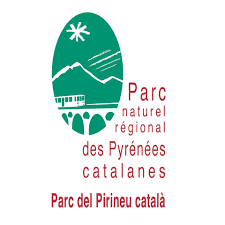 Parc
naturel
régional
des Pyrénées
catalanes
Parc del Pirineu català